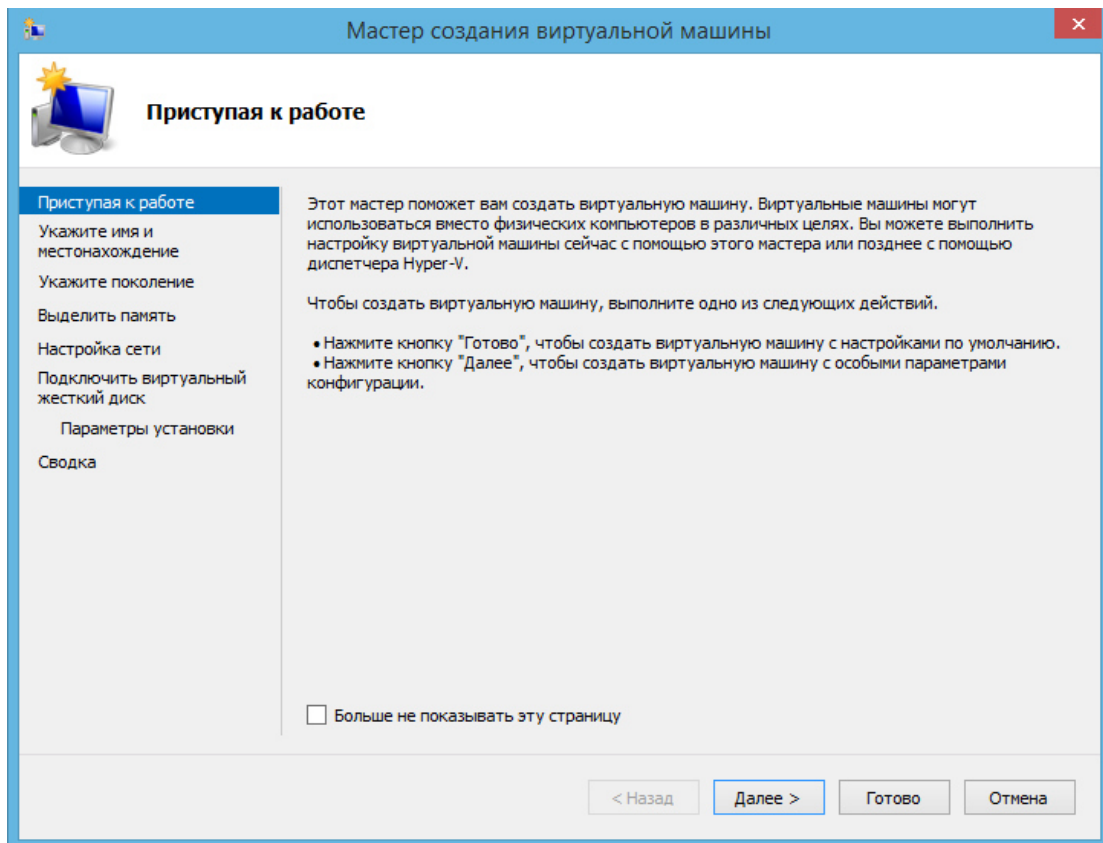 Мастер создания виртуальной машины
Приступая к работе
Приступая к работе
Укажите имя и
местонахождение
Укажите поколение
Выделить память
Настройка сети
Подключить виртуальный
жесткий диск
Параметры установки
Сводка
Этот мастер поможет вам создать виртуальную машину. Виртуальные машины могут
использоваться вместо физических компьютеров в различных целях. Вы можете выполнить
настройку виртуальной машины сейчас с помощью этого мастера или позднее с помощью
диспетчера Hyper-V.
Чтобы создать виртуальную машину, выполните одно из следующих действий.
• Нажмите кнопку "Готово", чтобы создать виртуальную машину с настройками по умолчанию.
• Нажмите кнопку "Далее", чтобы создать виртуальную машину с особыми параметрами
конфигурации.
Больше не показывать эту страницу
< Назад
Далее >
Готово
Отмена